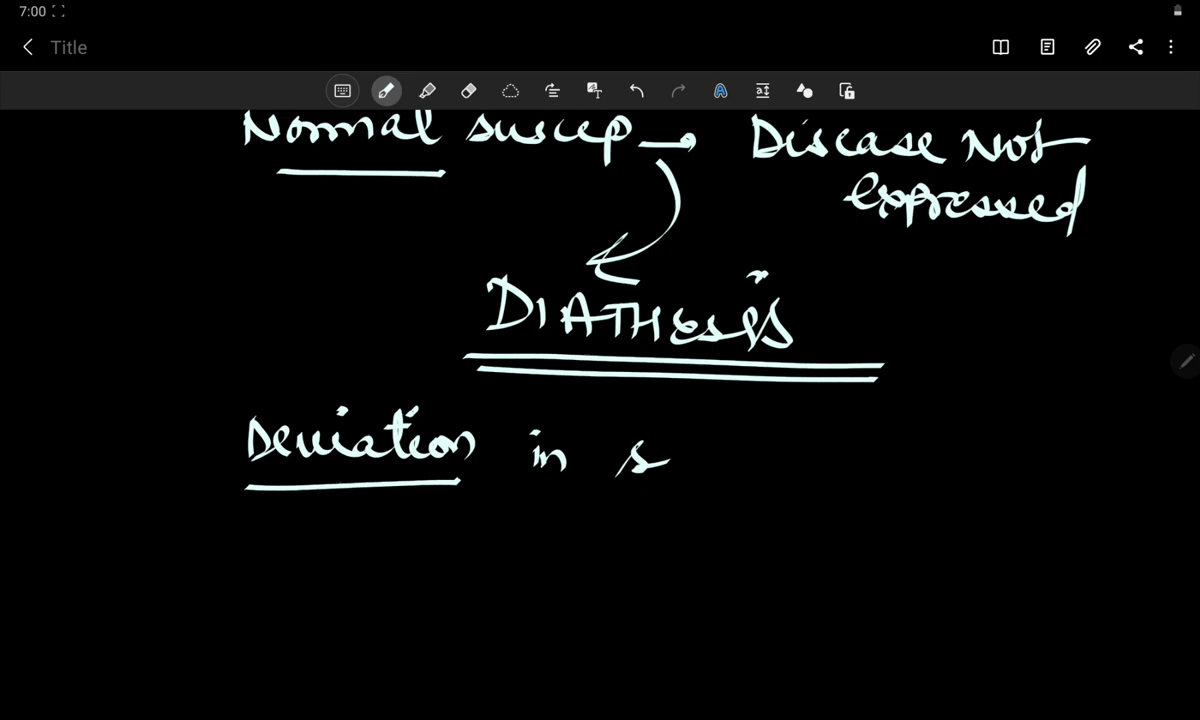 7:00
Title
Normal suscep → Disease Not
expressed
DIATHESIS
Deviation in s